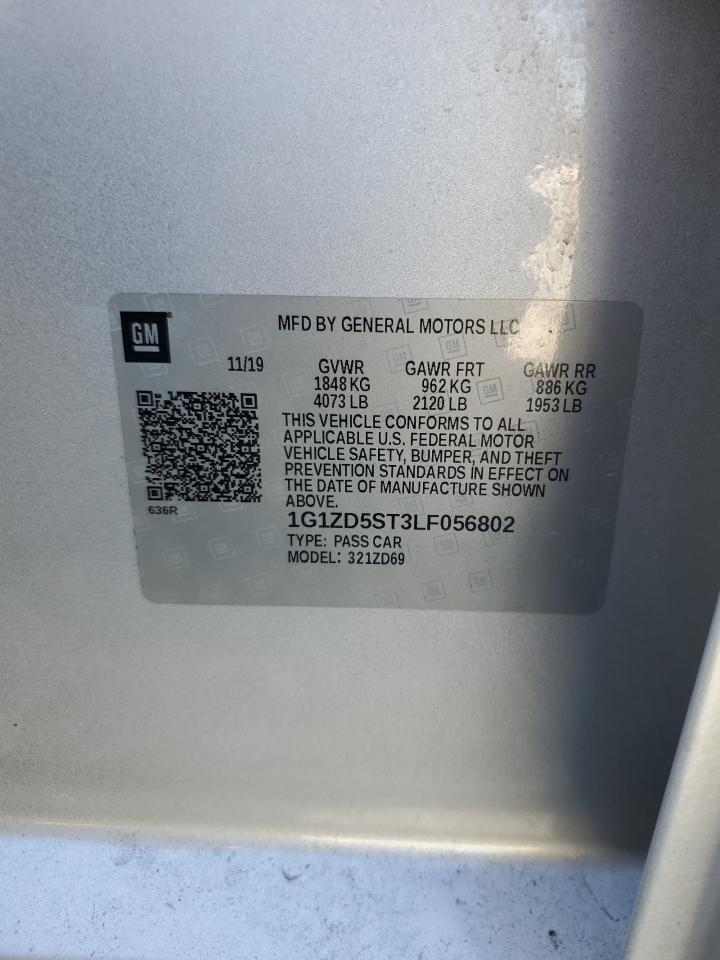 GM
MFD BY GENERAL MOTORS LLC
11/19 GVWR GAWR FRT GAWR RR
1848 KG 962 KG 886 KG
4073 LB 2120 LB 1953 LB
THIS VEHICLE CONFORMS TO ALL
APPLICABLE U.S. FEDERAL MOTOR
VEHICLE SAFETY, BUMPER, AND THEFT
PREVENTION STANDARDS IN EFFECT ON
THE DATE OF MANUFACTURE SHOWN
ABOVE.
636R
1G1ZD5ST3LF056802
TYPE: PASS CAR
MODEL: 321ZD69